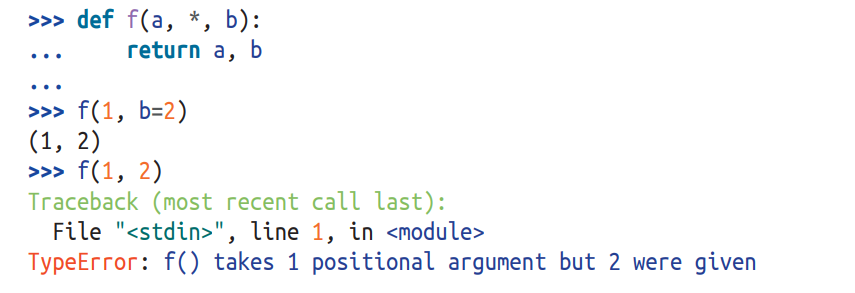 >>> def f(a, *, b):
...     return a, b
...
>>> f(1, b=2)
(1, 2)
>>> f(1, 2)
Traceback (most recent call last):
  File "<stdin>", line 1, in <module>
TypeError: f() takes 1 positional argument but 2 were given